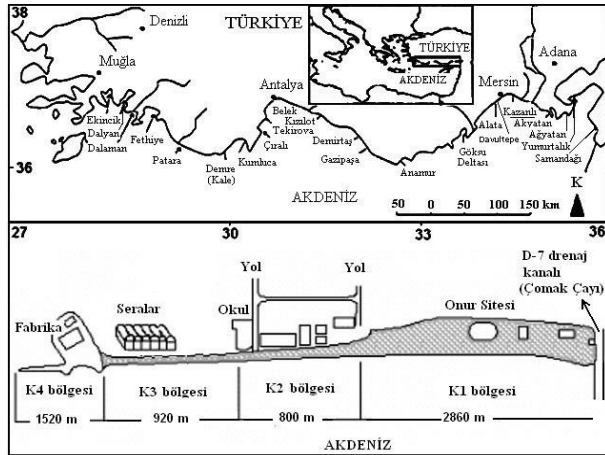 38
Denizli
TÜRKİYE
Muğla
TÜRKİYE
AKDENİZ
Adana
Antalya
Mersin
Ekincik
Dalyan
Dalaman
Fethiye
Patara
Demre
(Kale)
Kumluca
Çıralı
Tekirova
Kızılot
Belek
Demirtaş
Gazipaşa
Anamur
Göksu
Deltası
Alata
Davultepe
Kazanlı
Akyatan
Ağyatan
Yumurtalık
Samandağı
36
AKDENİZ
K
50 0 50 100 150 km
27 30 33 36
D-7 drenaj
kanalı
(Çomak Çayı)
Yol Yol
Fabrika
Seralar
Okul
Onur Sitesi
K4 bölgesi K3 bölgesi K2 bölgesi K1 bölgesi
1520 m 920 m 800 m 2860 m
AKDENİZ